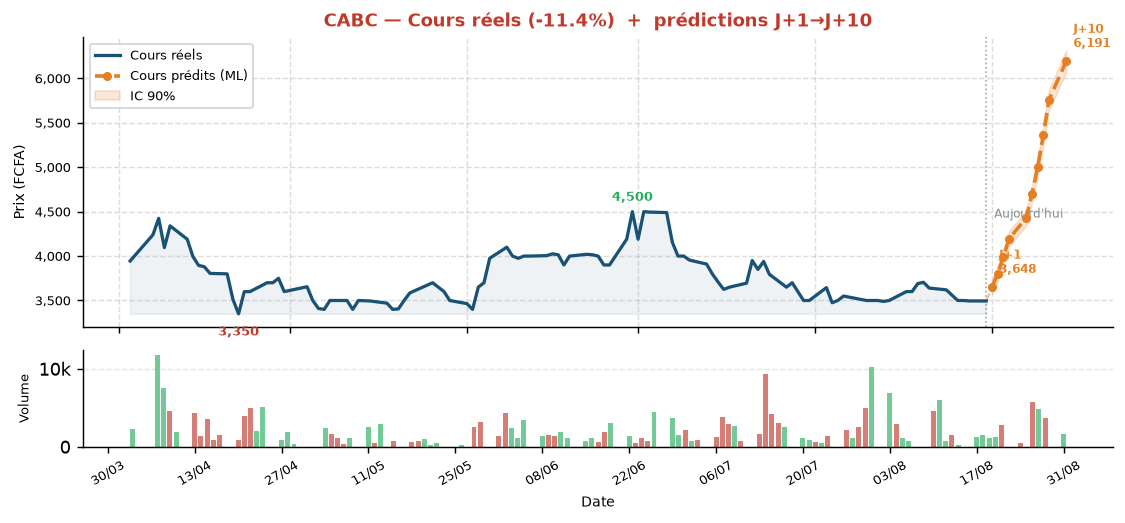 CABC — Cours réels (-11.4%)  +  prédictions J+1→J+10
Cours réels
Cours prédits (ML)
IC 90%
J+10
6,191
Prix (FCFA)
6,000
5,500
5,000
4,500
4,000
3,500
4,500
3,350
Aujourd'hui
J+1
3,648
Volume
10k
0
30/03
13/04
27/04
11/05
25/05
08/06
22/06
06/07
20/07
03/08
17/08
31/08
Date